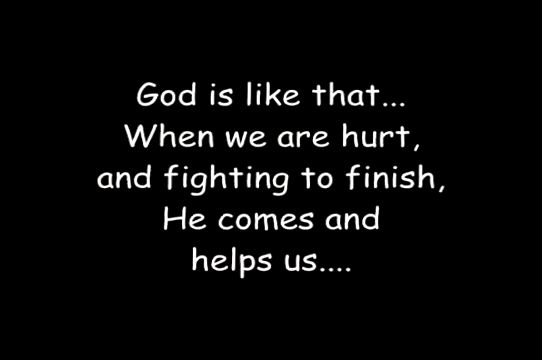 God is like that...
When we are hurt,
and fighting to finish,
He comes and
helps us....